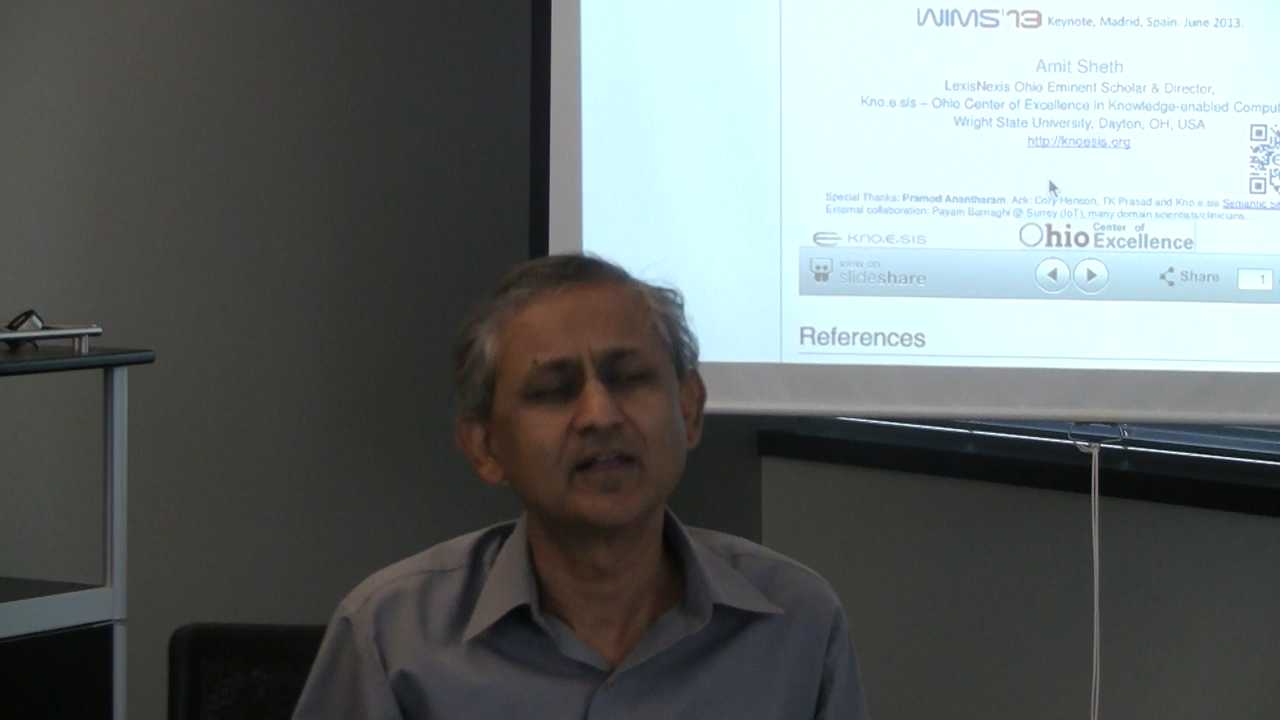 WIMS'13 Keynote, Madrid, Spain. June 2013.
Amit Sheth
LexisNexis Ohio Eminent Scholar & Director,
Kno.e.sis – Ohio Center of Excellence in Knowledge-enabled Comput
Wright State University, Dayton, OH, USA
http://knoesis.org
Special Thanks: Pramod Anantharam. Ack: Cory Henson, TK Prasad and Kno.e.sis Semantic
External collaboration: Payam Barnaghi @ Surrey (IoT), many domain scientists/clinicians
KNO.E.SIS
Ohio Center of Excellence
VIEW ON slideshare
Share
1
References